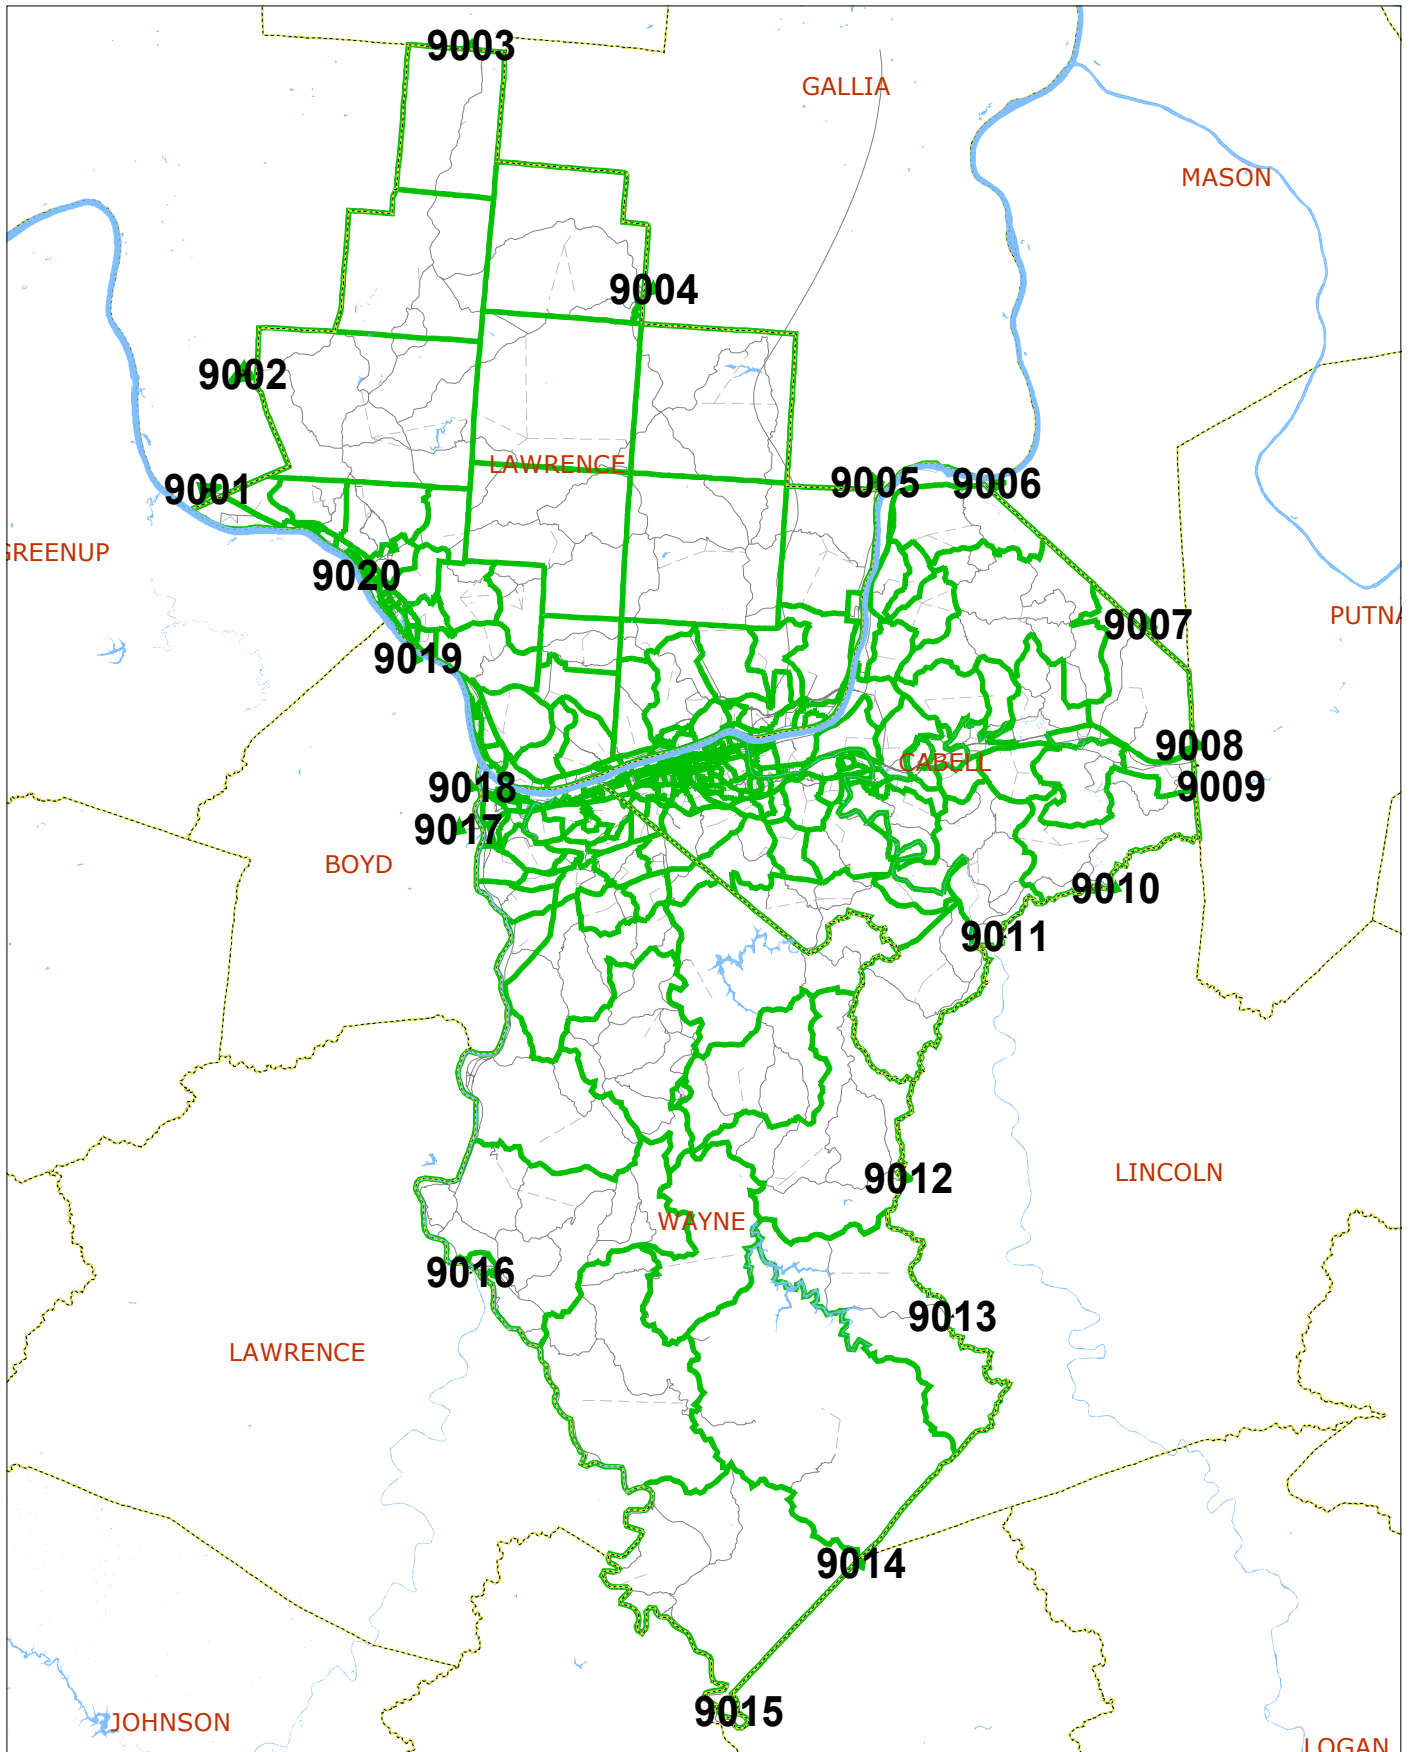 9003
GALLIA
MASON
9004
9002
LAWRENCE
9001
9005
9006
GREENUP
9020
9007
PUTNA
9019
9008
CABELL
9018
9009
9017
BOYD
9010
9011
9012
LINCOLN
WAYNE
9016
9013
LAWRENCE
9014
9015
JOHNSON
LOGAN